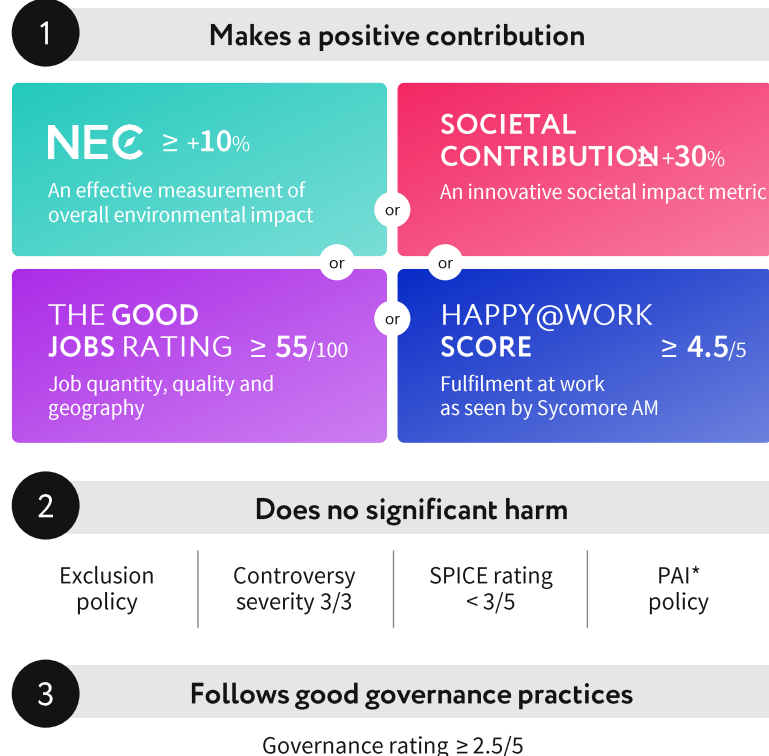 1
Makes a positive contribution
NEC ≥ +10%
An effective measurement of
overall environmental impact
or
SOCIETAL
CONTRIBUTION ≥ +30%
An innovative societal impact metric
or
or
THE GOOD
JOBS RATING ≥ 55/100
Job quantity, quality and
geography
or
HAPPY@WORK
SCORE ≥ 4.5/5
Fulfilment at work
as seen by Sycomore AM
2
Does no significant harm
Exclusion
policy
Controversy
severity 3/3
SPICE rating
< 3/5
PAI*
policy
3
Follows good governance practices
Governance rating ≥ 2.5/5